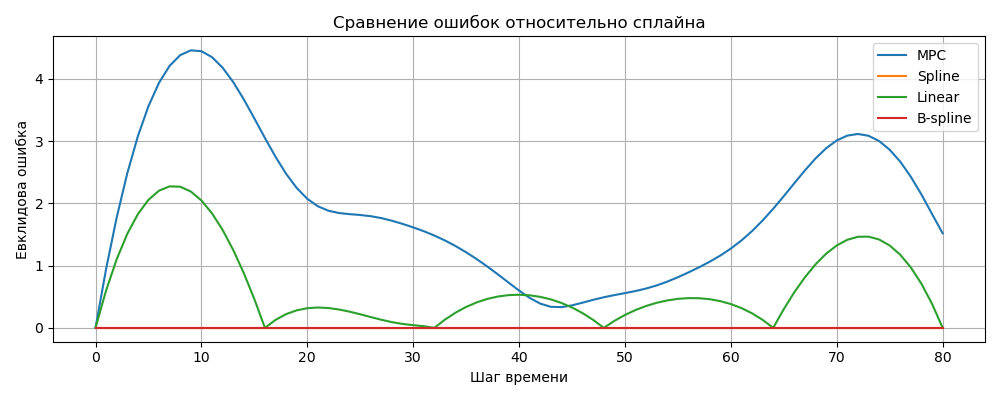 Сравнение ошибок относительно сплайна
MPC
Spline
Linear
B-spline
Евклидова ошибка
4
3
2
1
0
0 10 20 30 40 50 60 70 80
Шаг времени